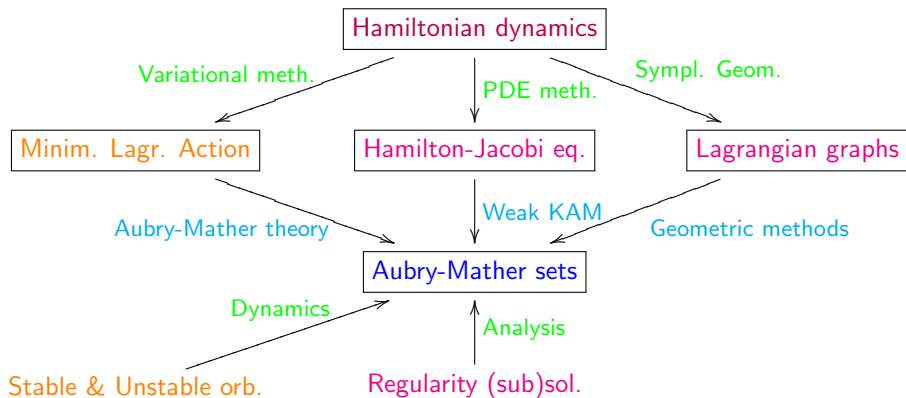 Hamiltonian dynamics
Variational meth.
PDE meth.
Sympl. Geom.
Minim. Lagr. Action
Hamilton-Jacobi eq.
Lagrangian graphs
Aubry-Mather theory
Weak KAM
Geometric methods
Aubry-Mather sets
Dynamics
Analysis
Stable & Unstable orb.
Regularity (sub)sol.